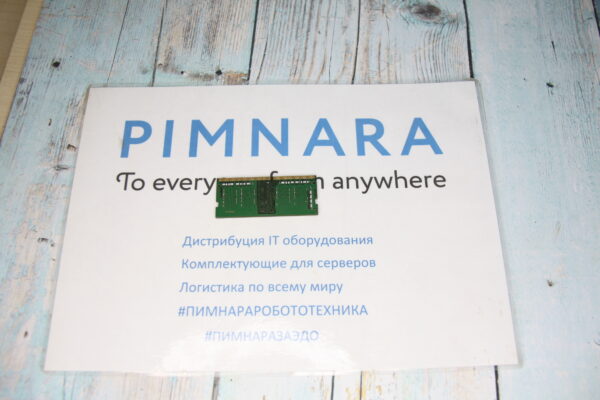 PIMNARA
To every anywhere
Дистрибуция IT оборудования
Комплектующие для серверов
Логистика по всему миру
#ПИМНАРАРОБОТОТЕХНИКА
#ПИМНАРАЗАЭДО